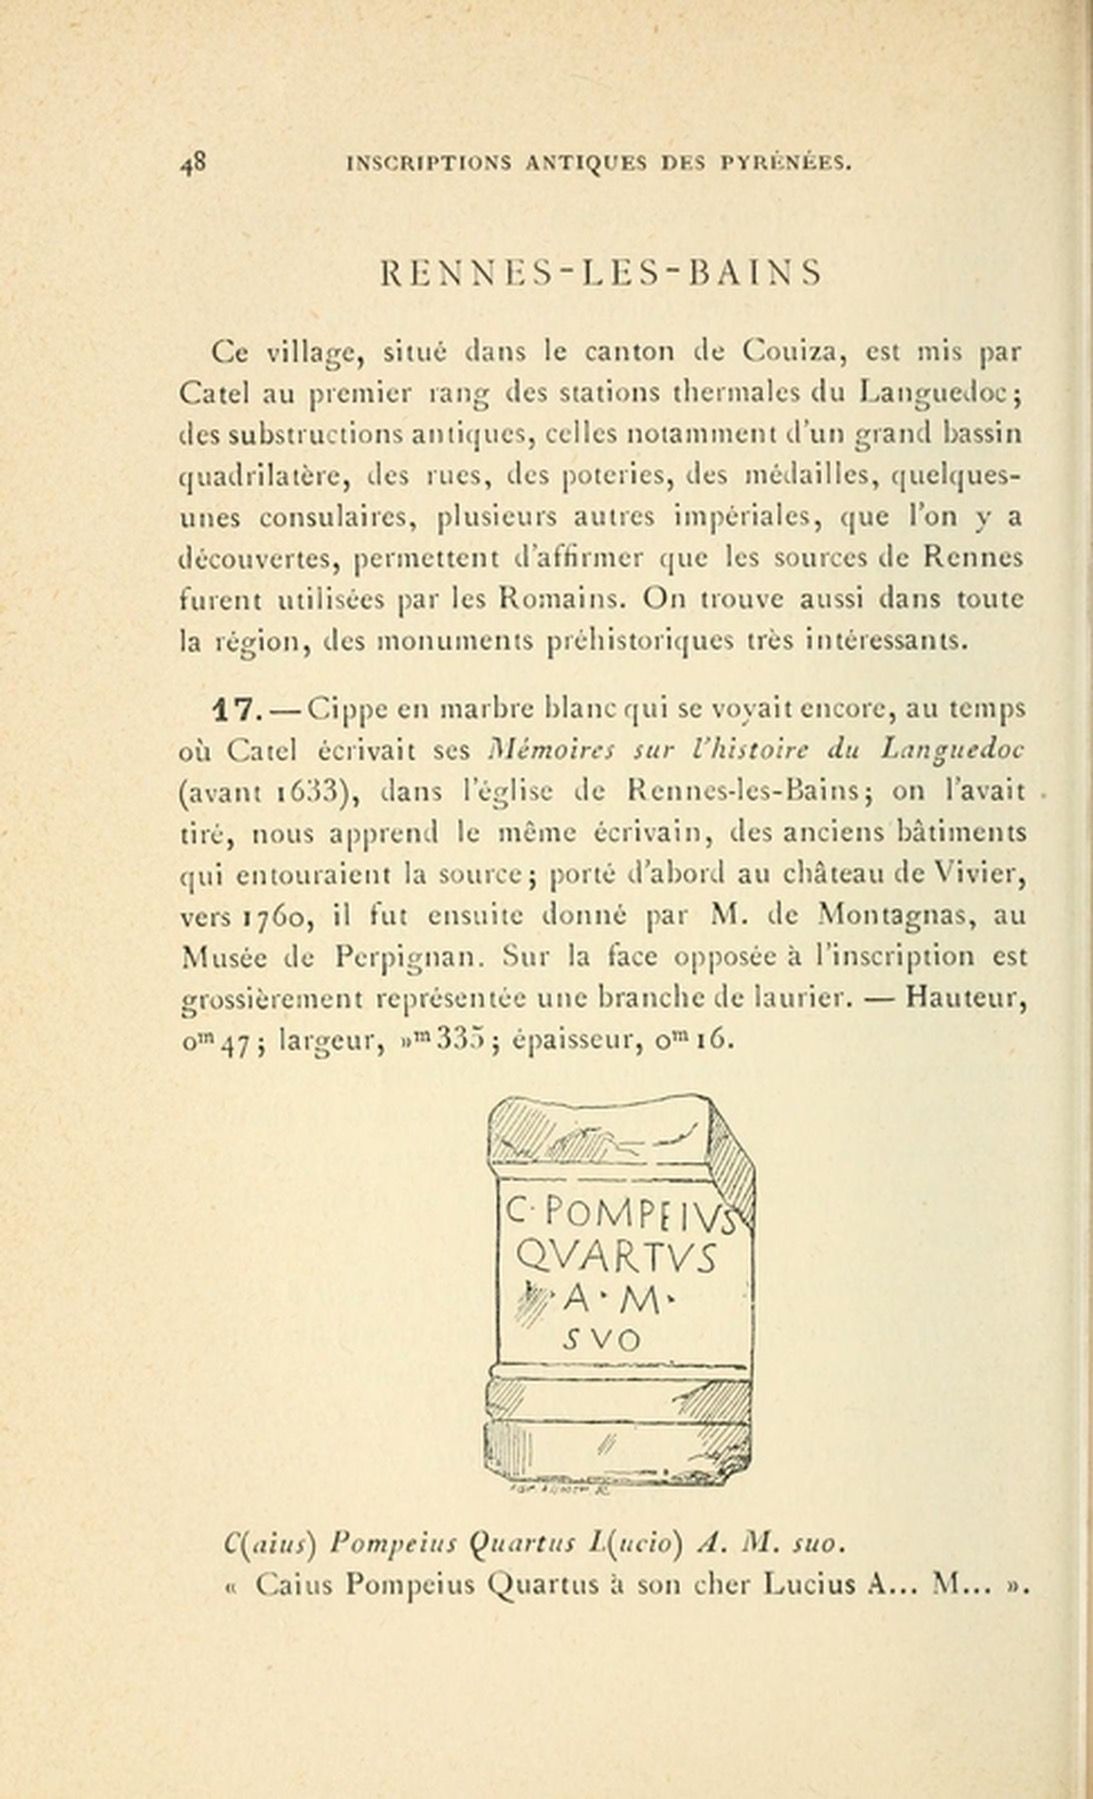 48 INSCRIPTIONS ANTIQUES DES PYRÉNÉES.
RENNES-LES-BAINS
Ce village, situé dans le canton de Couiza, est mis par
Catel au premier rang des stations thermales du Languedoc;
des substructions antiques, celles notamment d'un grand bassin
quadrilatère, des rues, des poteries, des médailles, quelques-
unes consulaires, plusieurs autres impériales, que l'on y a
découvertes, permettent d'affirmer que les sources de Rennes
furent utilisées par les Romains. On trouve aussi dans toute
la région, des monuments préhistoriques très intéressants.
17. — Cippe en marbre blanc qui se voyait encore, au temps
où Catel écrivait ses Mémoires sur l'histoire du Languedoc
(avant 1633), dans l'église de Rennes-les-Bains; on l'avait
tiré, nous apprend le même écrivain, des anciens bâtiments
qui entouraient la source; porté d'abord au château de Vivier,
vers 1760, il fut ensuite donné par M. de Montagnas, au
Musée de Perpignan. Sur la face opposée à l'inscription est
grossièrement représentée une branche de laurier. — Hauteur,
0m47; largeur, »m335; épaisseur, 0m16.
C·POMPEIVS
QVARTVS
·A·M·
SVO
C(aius) Pompeius Quartus L(ucio) A. M. suo.
« Caius Pompeius Quartus à son cher Lucius A... M... ».